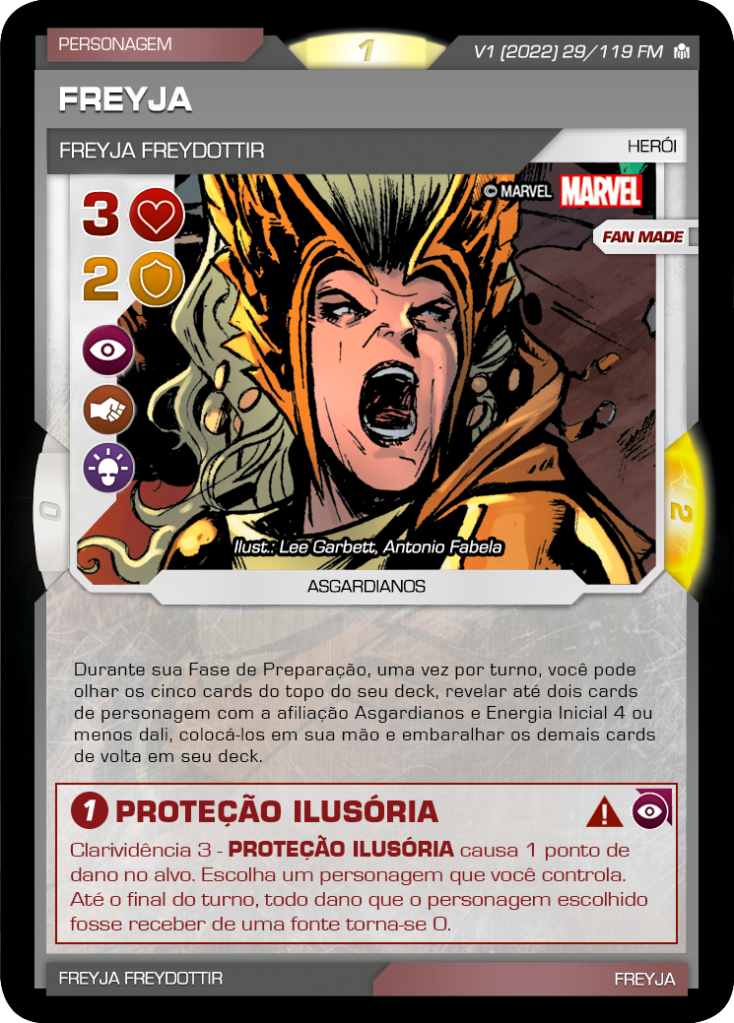 PERSONAGEM
1
V1 (2022) 29/119 FM
FREYJA
FREYJA FREYDOTTIR
HERÓI
© MARVEL MARVEL
3
FAN MADE
2
0
2
Ilust.: Lee Garbett, Antonio Fabela
ASGARDIANOS
Durante sua Fase de Preparação, uma vez por turno, você pode
olhar os cinco cards do topo do seu deck, revelar até dois cards
de personagem com a afiliação Asgardianos e Energia Inicial 4 ou
menos dali, colocá-los em sua mão e embaralhar os demais cards
de volta em seu deck.
1 PROTEÇÃO ILUSÓRIA
Clarividência 3 - PROTEÇÃO ILUSÓRIA causa 1 ponto de
dano no alvo. Escolha um personagem que você controla.
Até o final do turno, todo dano que o personagem escolhido
fosse receber de uma fonte torna-se 0.
FREYJA FREYDOTTIR
FREYJA